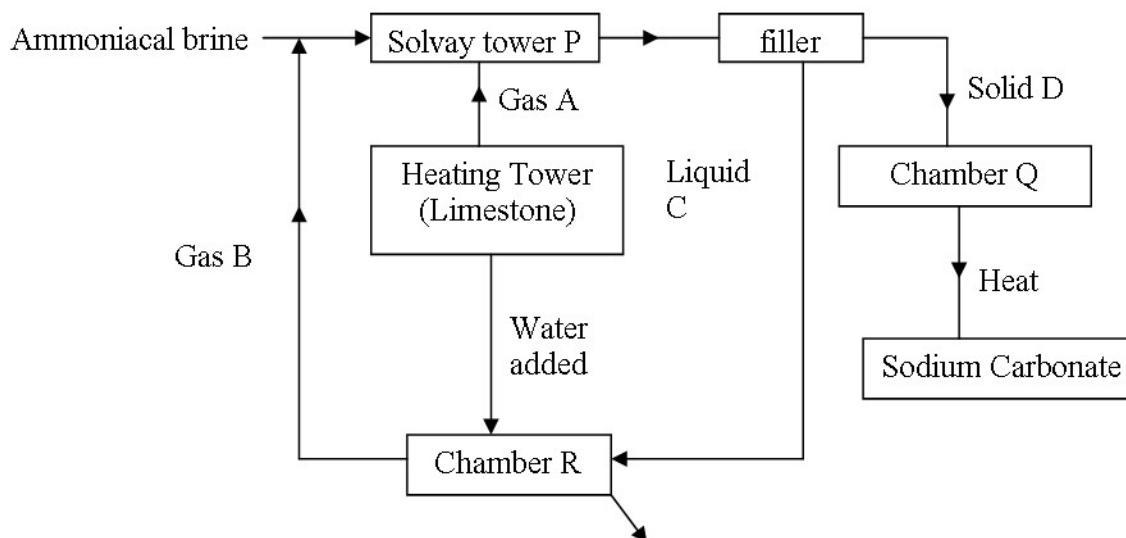 Ammoniacal brine
Solvay tower P
filler
Gas A
Solid D
Heating Tower
(Limestone)
Liquid
C
Chamber Q
Gas B
Heat
Water
added
Sodium Carbonate
Chamber R